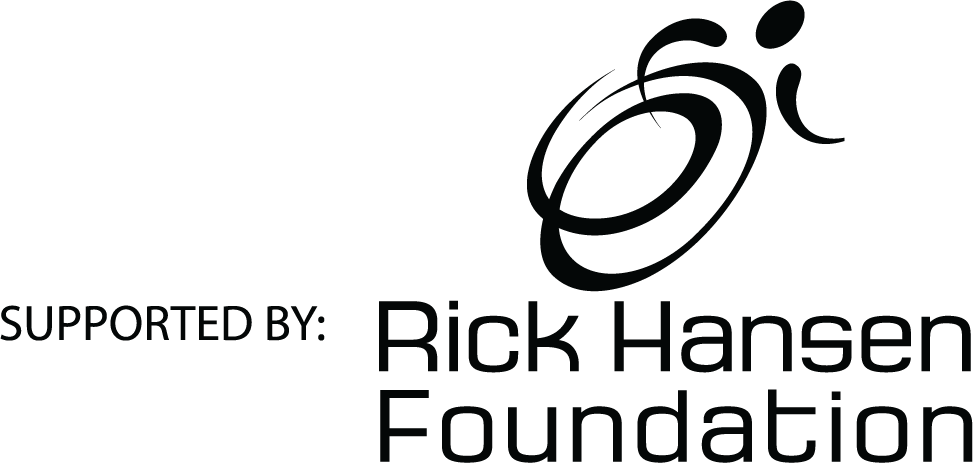 SUPPORTED BY:
Rick Hansen
Foundation